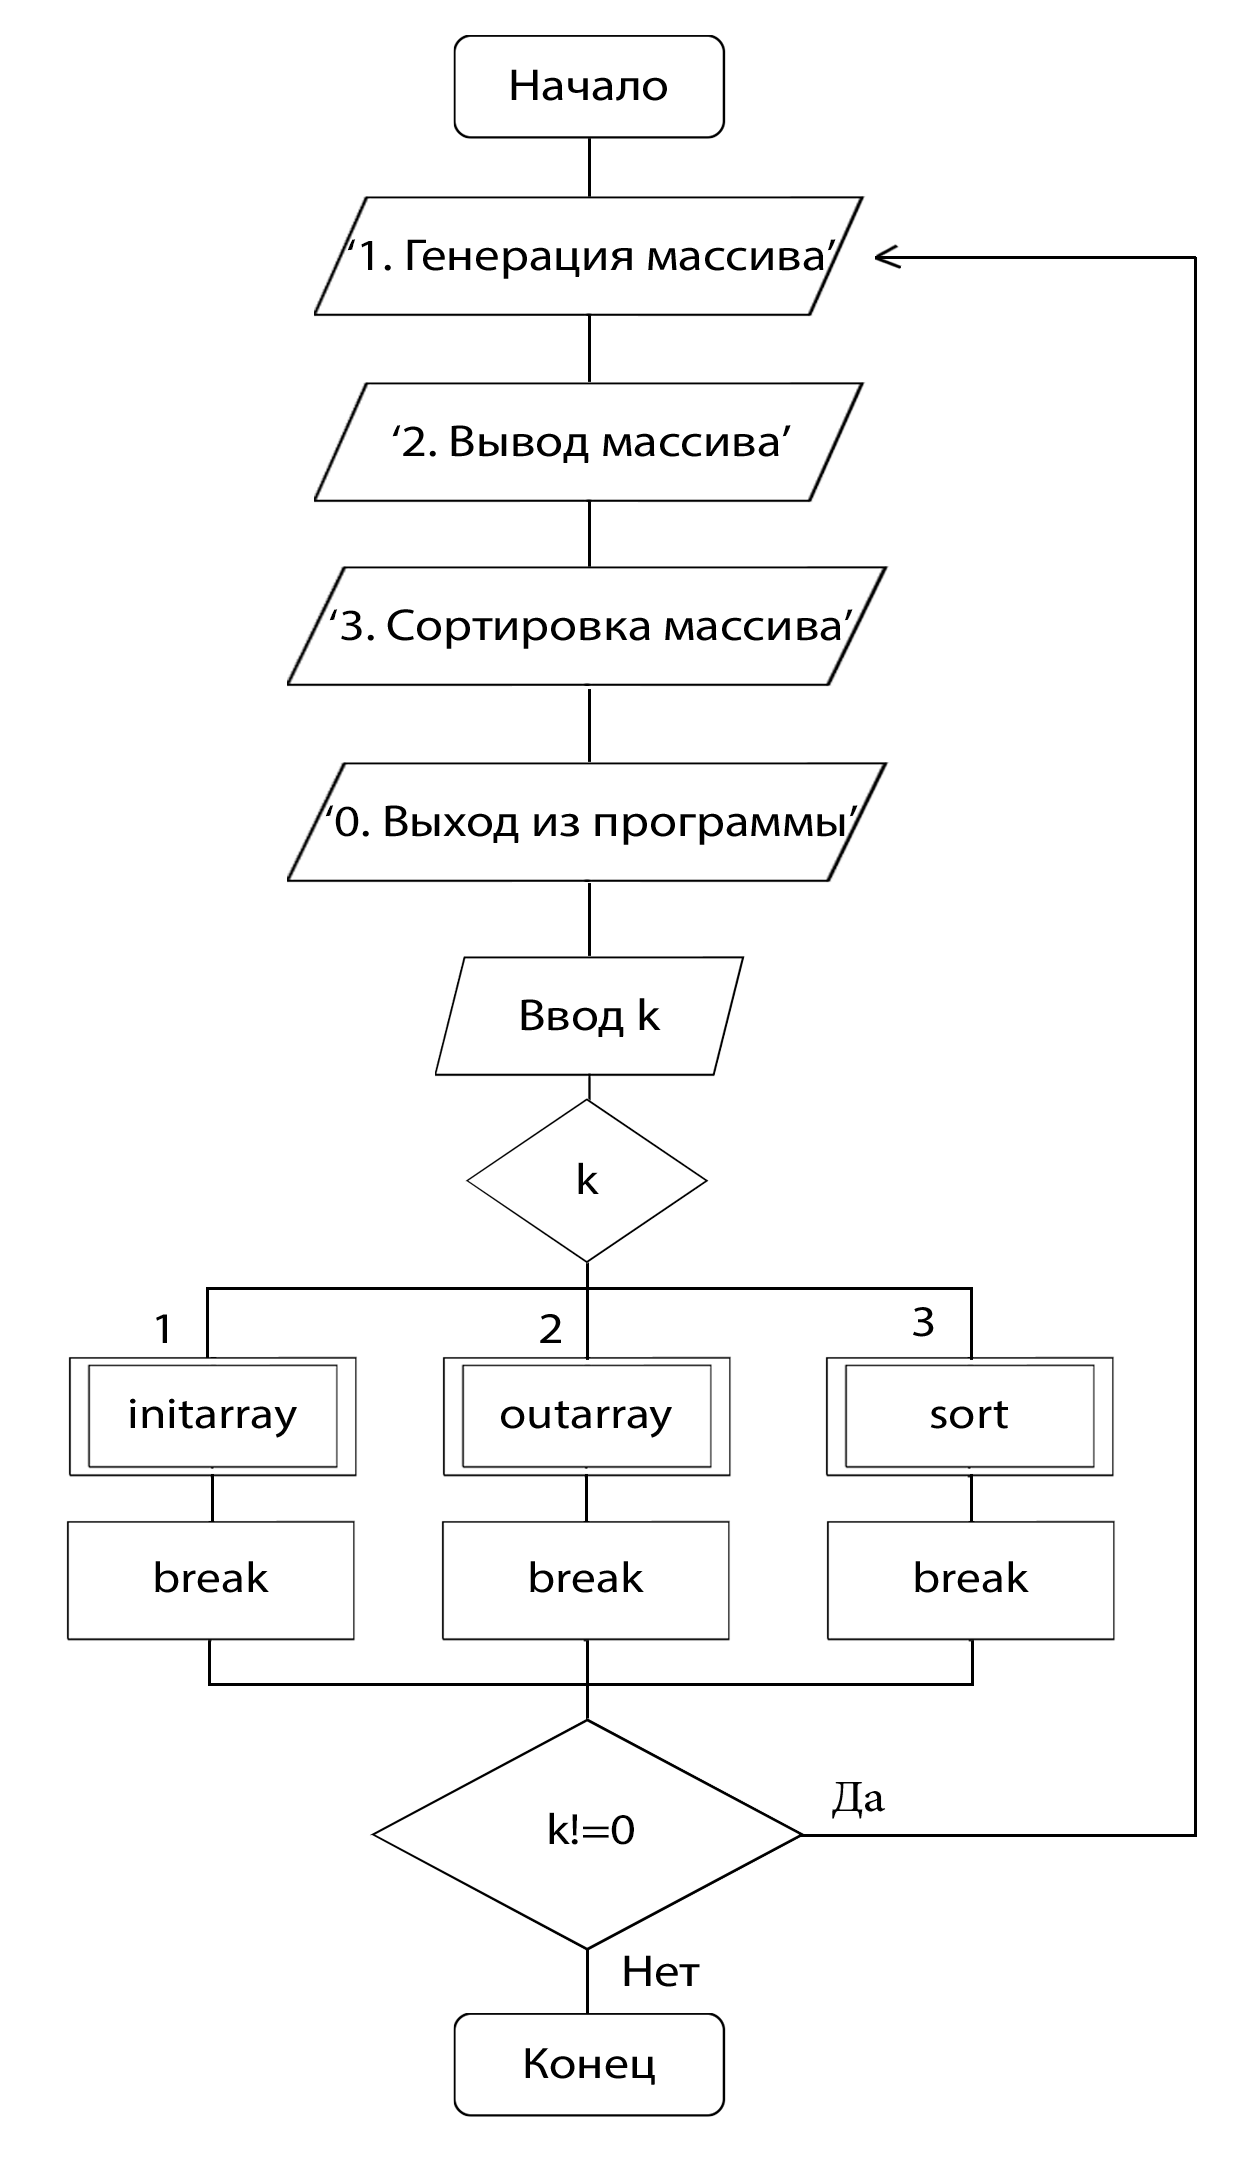 Начало
‘1. Генерация массива’
‘2. Вывод массива’
‘3. Сортировка массива’
‘0. Выход из программы’
Ввод k
k
1
2
3
initarray
outarray
sort
break
break
break
k!=0
Да
Нет
Конец